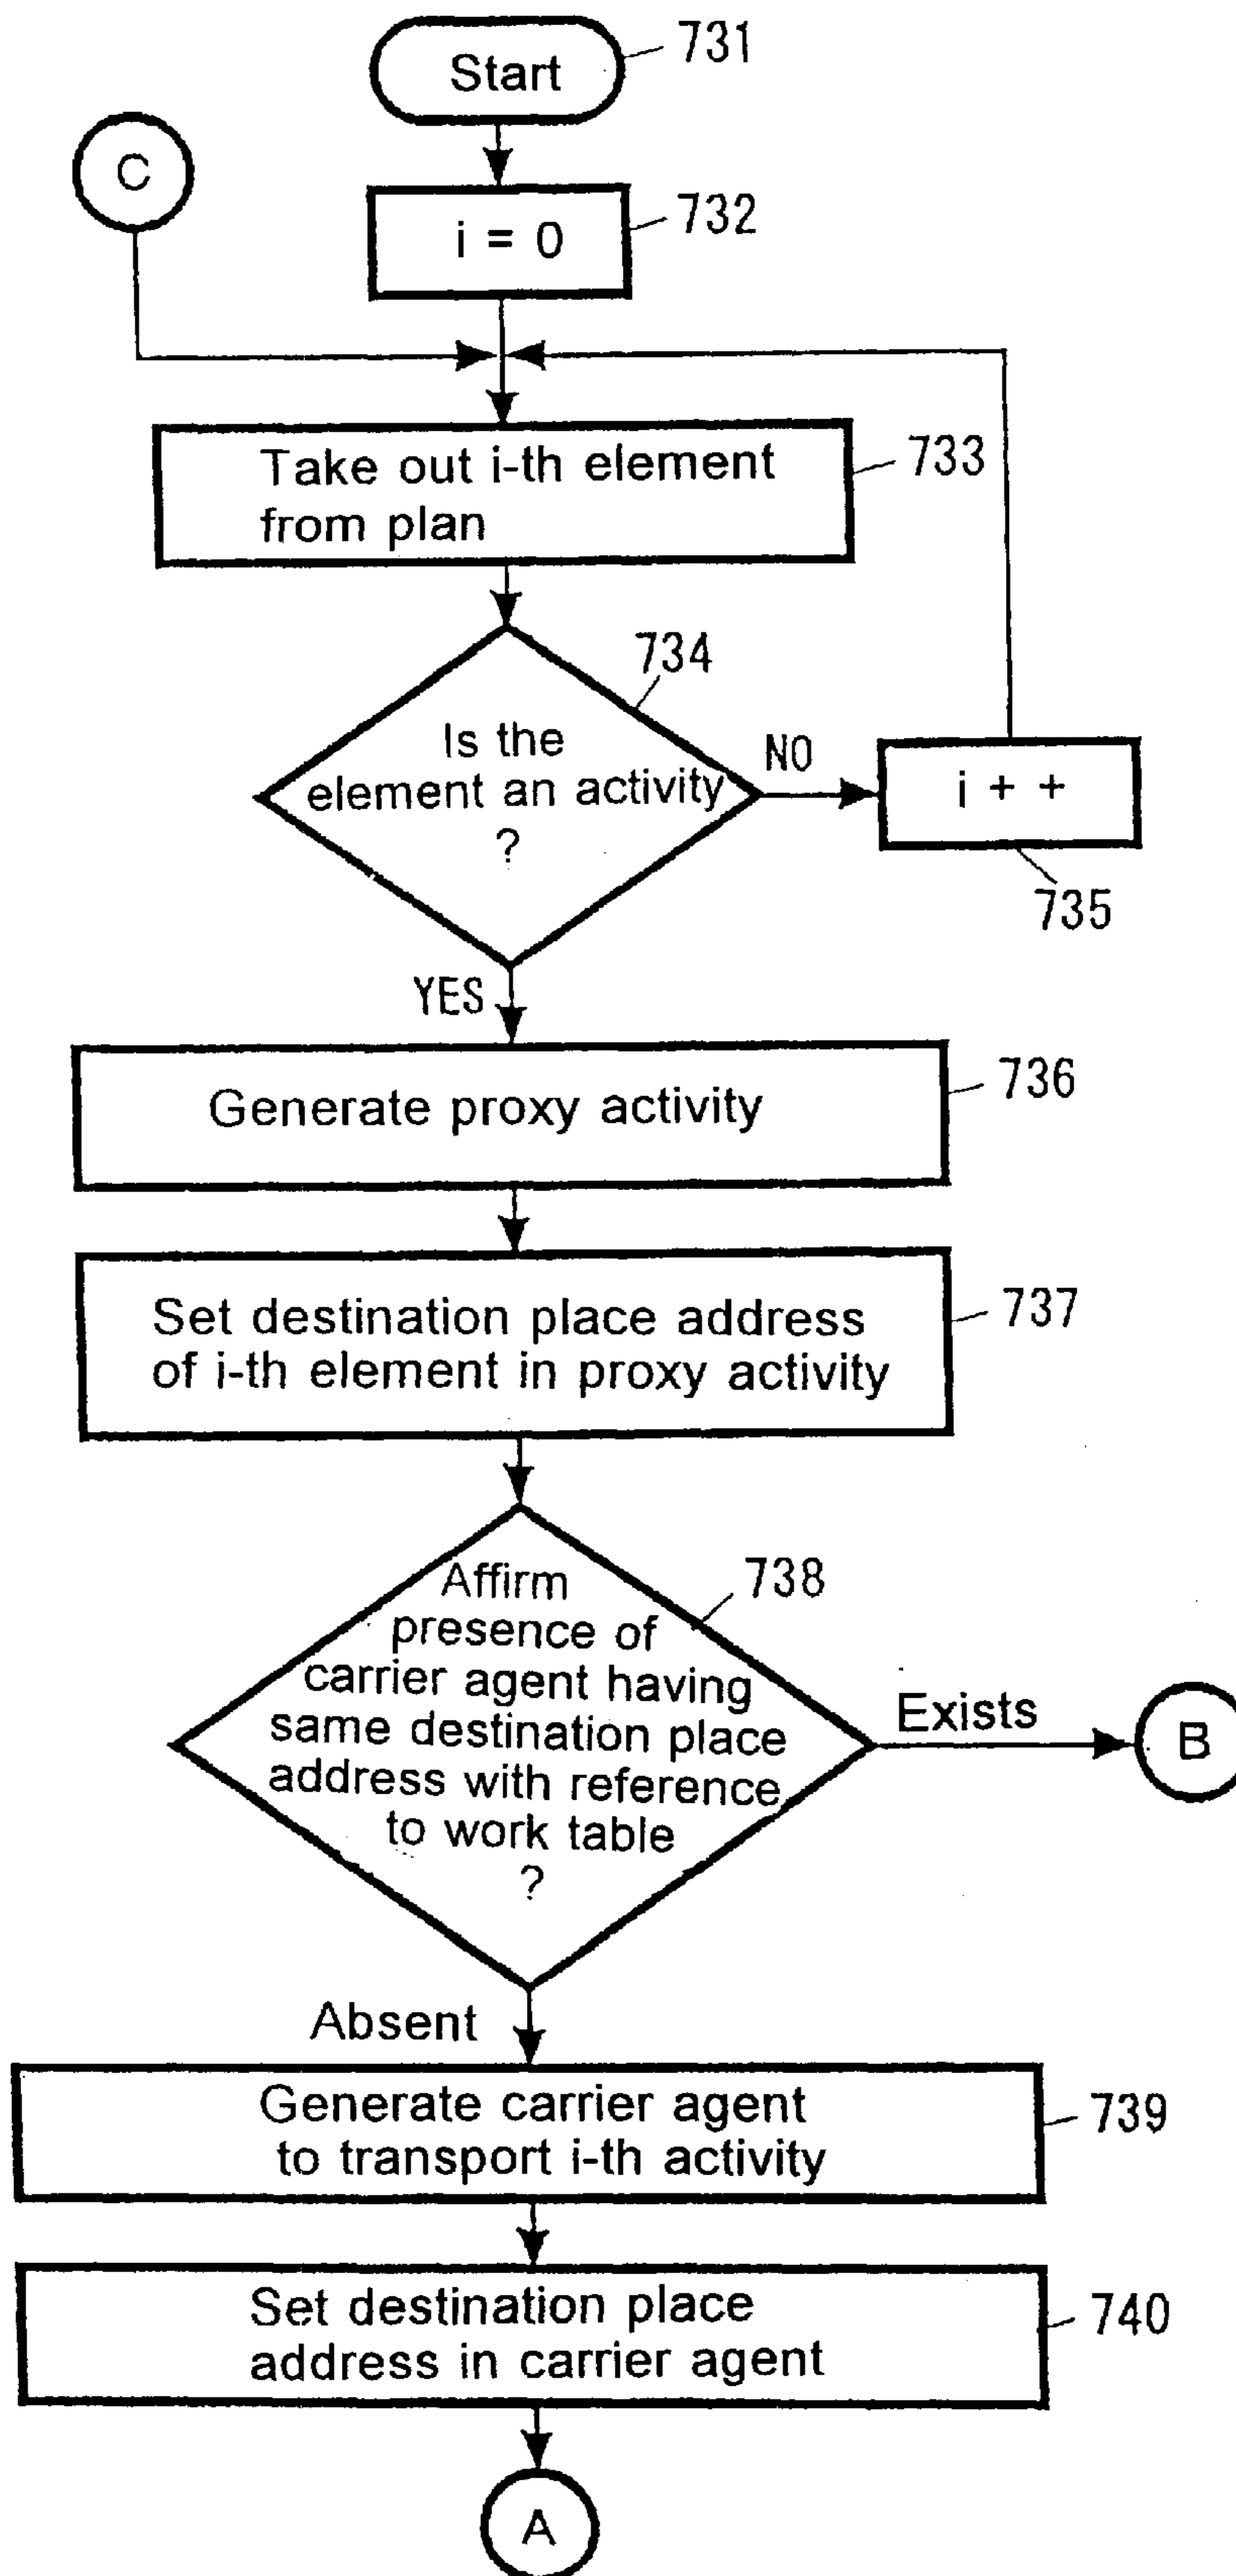 Start
731
C
i = 0
732
Take out i-th element
from plan
733
734
Is the
element an activity
?
NO
i + +
735
YES
Generate proxy activity
736
Set destination place address
of i-th element in proxy activity
737
Affirm
presence of
carrier agent having
same destination place
address with reference
to work table
?
738
Exists
B
Absent
Generate carrier agent
to transport i-th activity
739
Set destination place
address in carrier agent
740
A